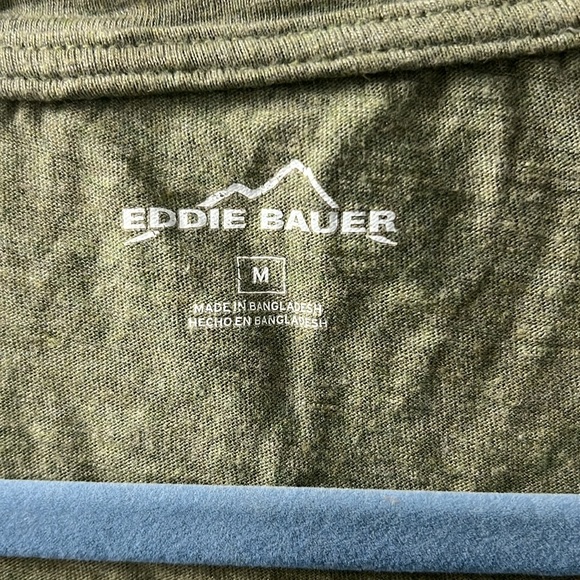 EDDIE BAUER
M
MADE IN BANGLADESH
HECHO EN BANGLADESH